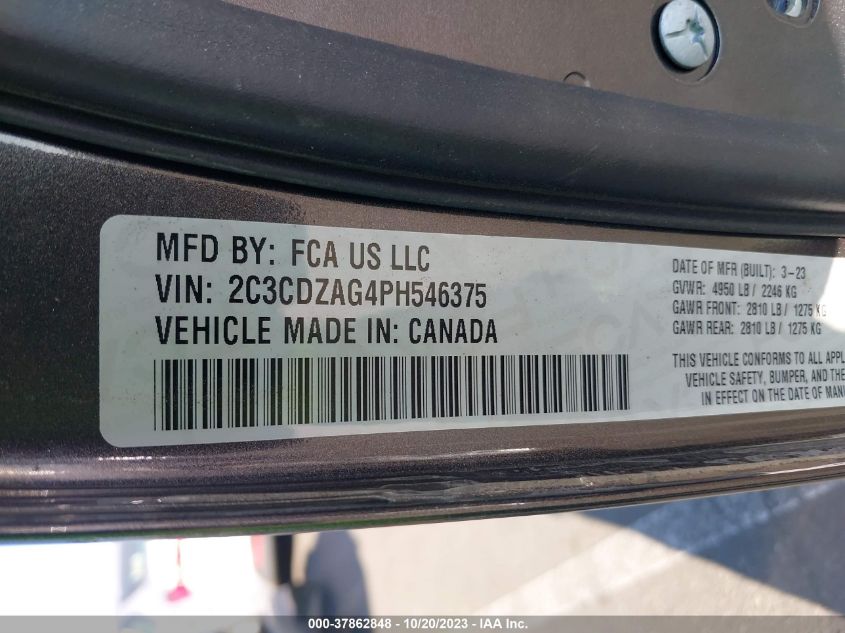 MFD BY: FCA US LLC
VIN: 2C3CDZAG4PH546375
VEHICLE MADE IN: CANADA
DATE OF MFR (BUILT): 3-23
GVWR: 4950 LB / 2246 KG
GAWR FRONT: 2810 LB / 1275 KG
GAWR REAR: 2810 LB / 1275 KG
THIS VEHICLE CONFORMS TO ALL APPL
VEHICLE SAFETY, BUMPER, AND THE
IN EFFECT ON THE DATE OF MANU
000-37862848 - 10/20/2023 - IAA Inc.